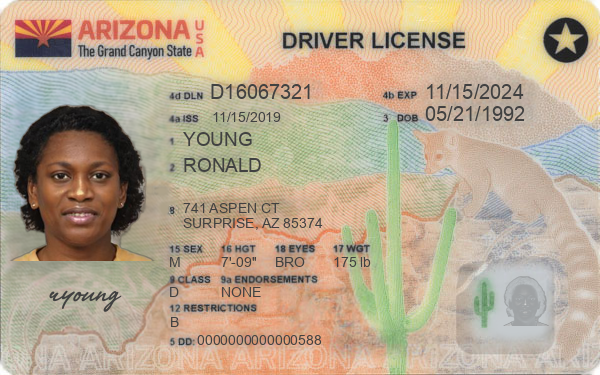 ARIZONA USA
The Grand Canyon State
DRIVER LICENSE
4d DLN D16067321 4b EXP 11/15/2024
4a ISS 11/15/2019 3 DOB 05/21/1992
1 YOUNG
2 RONALD
8 741 ASPEN CT
SURPRISE, AZ 85374
15 SEX 16 HGT 18 EYES 17 WGT
M 7'-09" BRO 175 lb
9 CLASS 9a ENDORSEMENTS
D NONE
12 RESTRICTIONS
B
5 DD: 0000000000000588
ryoung
ONA ARIZONA ARIZONA ARIZONA ARIZONA ARIZ